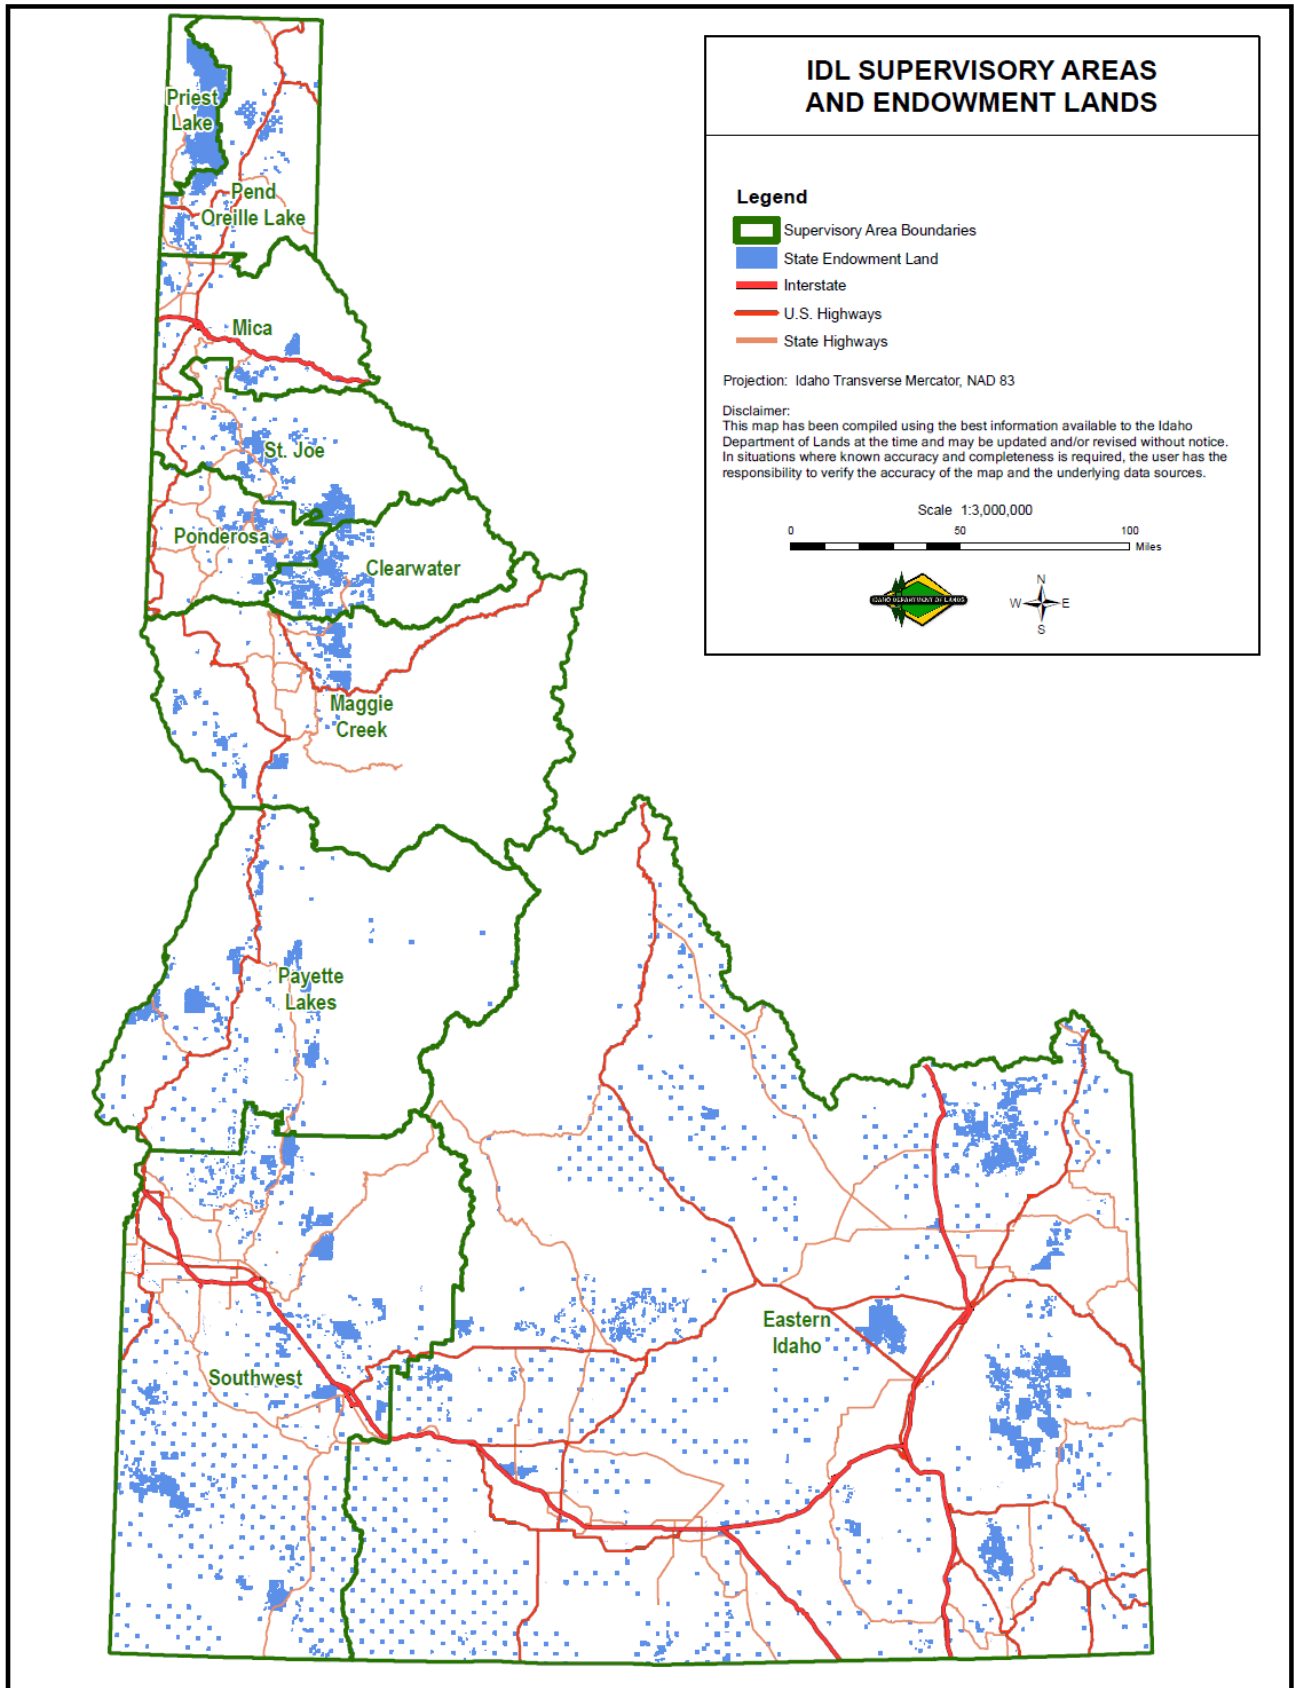 IDL SUPERVISORY AREAS
AND ENDOWMENT LANDS
Legend
Supervisory Area Boundaries
State Endowment Land
Interstate
U.S. Highways
State Highways
Projection: Idaho Transverse Mercator, NAD 83
Disclaimer:
This map has been compiled using the best information available to the Idaho
Department of Lands at the time and may be updated and/or revised without notice.
In situations where known accuracy and completeness is required, the user has the
responsibility to verify the accuracy of the map and the underlying data sources.
Scale 1:3,000,000
0 50 100
Miles
IDAHO DEPARTMENT OF LANDS
N
W E
S
Priest
Lake
Pend
Oreille Lake
Mica
St. Joe
Ponderosa
Clearwater
Maggie
Creek
Payette
Lakes
Eastern
Idaho
Southwest